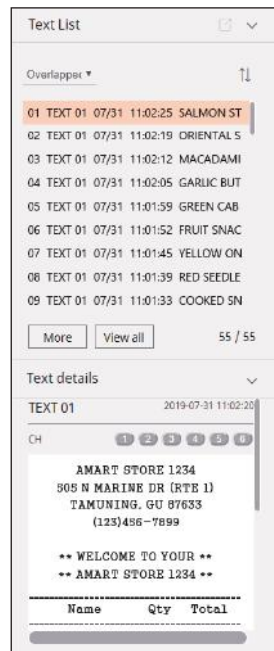 Text List
Overlapped
01 TEXT 01 07/31 11:02:25 SALMON ST
02 TEXT 01 07/31 11:02:19 ORIENTAL S
03 TEXT 01 07/31 11:02:12 MACADAMI
04 TEXT 01 07/31 11:02:05 GARLIC BUT
05 TEXT 01 07/31 11:01:59 GREEN CAB
06 TEXT 01 07/31 11:01:52 FRUIT SNAC
07 TEXT 01 07/31 11:01:45 YELLOW ON
08 TEXT 01 07/31 11:01:39 RED SEEDLE
09 TEXT 01 07/31 11:01:33 COOKED SN
More View all 55 / 55
Text details
TEXT 01 2019-07-31 11:02:20
CH 1 2 3 4 5 6
AMART STORE 1234
505 N MARINE DR (RTE 1)
TAMUNING, GU 87633
(123)456-7899
** WELCOME TO YOUR **
** AMART STORE 1234 **
Name Qty Total